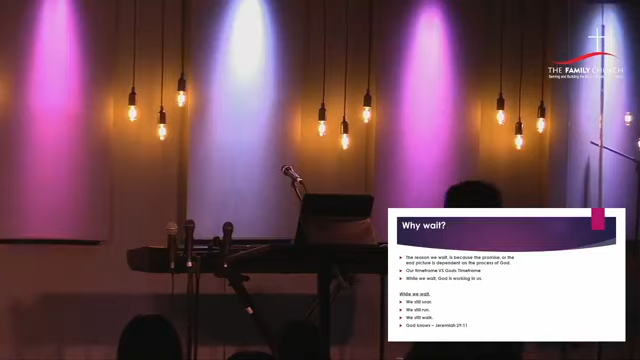 THE FAMILY CHURCH
Why wait?
The reason we wait, is because the promise, or the
end picture is dependent on the process of God.
Our timeframe VS Gods Timeframe
While we wait, God is working in us.
While we wait,
We still soar.
We still run.
We still walk.
God knows – Jeremiah 29:11